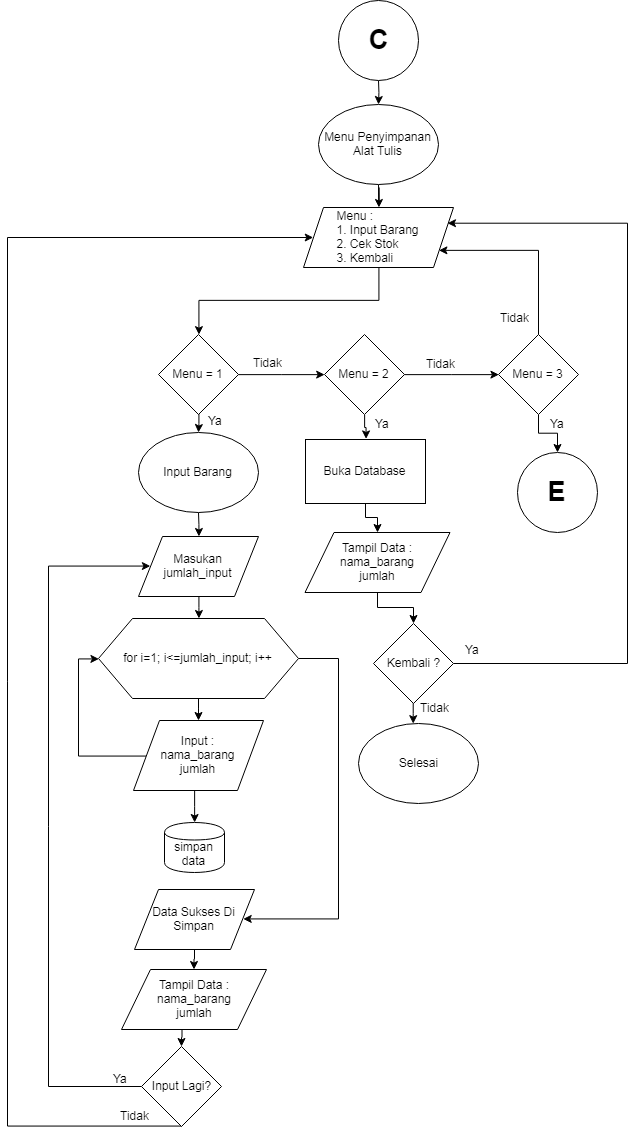 C
Menu Penyimpanan
Alat Tulis
Menu :
1. Input Barang
2. Cek Stok
3. Kembali
Tidak
Menu = 1
Tidak
Menu = 2
Tidak
Menu = 3
Ya
Ya
Ya
Input Barang
Buka Database
E
Masukan
jumlah_input
Tampil Data :
nama_barang
jumlah
for i=1; i<=jumlah_input; i++
Kembali ?
Ya
Tidak
Input :
nama_barang
jumlah
Selesai
simpan
data
Data Sukses Di
Simpan
Tampil Data :
nama_barang
jumlah
Input Lagi?
Ya
Tidak